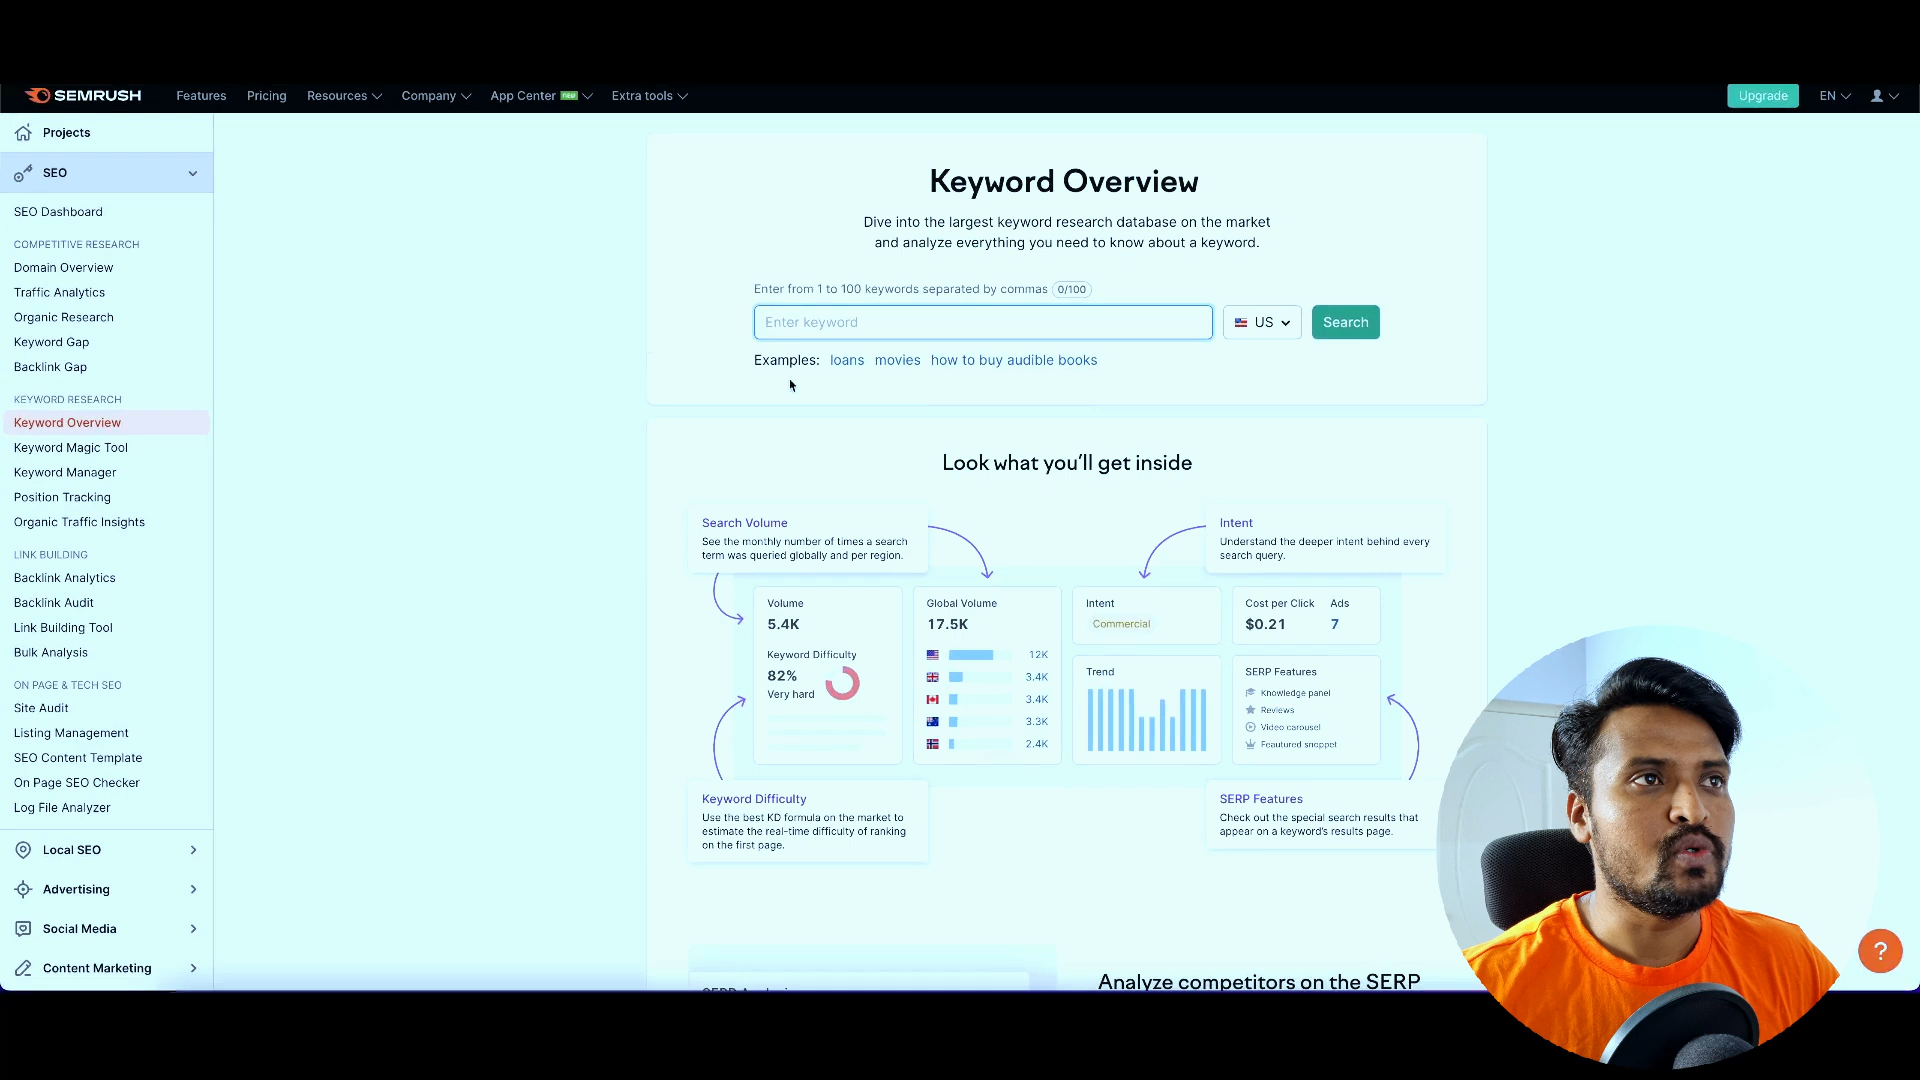 SEMRUSH
Features
Pricing
Resources
Company
App Center new
Extra tools
Upgrade
EN
Projects
SEO
SEO Dashboard
COMPETITIVE RESEARCH
Domain Overview
Traffic Analytics
Organic Research
Keyword Gap
Backlink Gap
KEYWORD RESEARCH
Keyword Overview
Keyword Magic Tool
Keyword Manager
Position Tracking
Organic Traffic Insights
LINK BUILDING
Backlink Analytics
Backlink Audit
Link Building Tool
Bulk Analysis
ON PAGE & TECH SEO
Site Audit
Listing Management
SEO Content Template
On Page SEO Checker
Log File Analyzer
Local SEO
Advertising
Social Media
Content Marketing
Keyword Overview
Dive into the largest keyword research database on the market
and analyze everything you need to know about a keyword.
Enter from 1 to 100 keywords separated by commas 0/100
Enter keyword
US
Search
Examples: loans movies how to buy audible books
Look what you'll get inside
Search Volume
See the monthly number of times a search
term was queried globally and per region.
Intent
Understand the deeper intent behind every
search query.
Volume
5.4K
Keyword Difficulty
82%
Very hard
Global Volume
17.5K
12K
3.4K
3.4K
3.3K
2.4K
Intent
Commercial
Trend
Cost per Click Ads
$0.21 7
SERP Features
Knowledge panel
Reviews
Video carousel
Feautured snoppet
Keyword Difficulty
Use the best KD formula on the market to
estimate the real-time difficulty of ranking
on the first page.
SERP Features
Check out the special search results that
appear on a keyword's results page.
Analyze competitors on the SERP
?